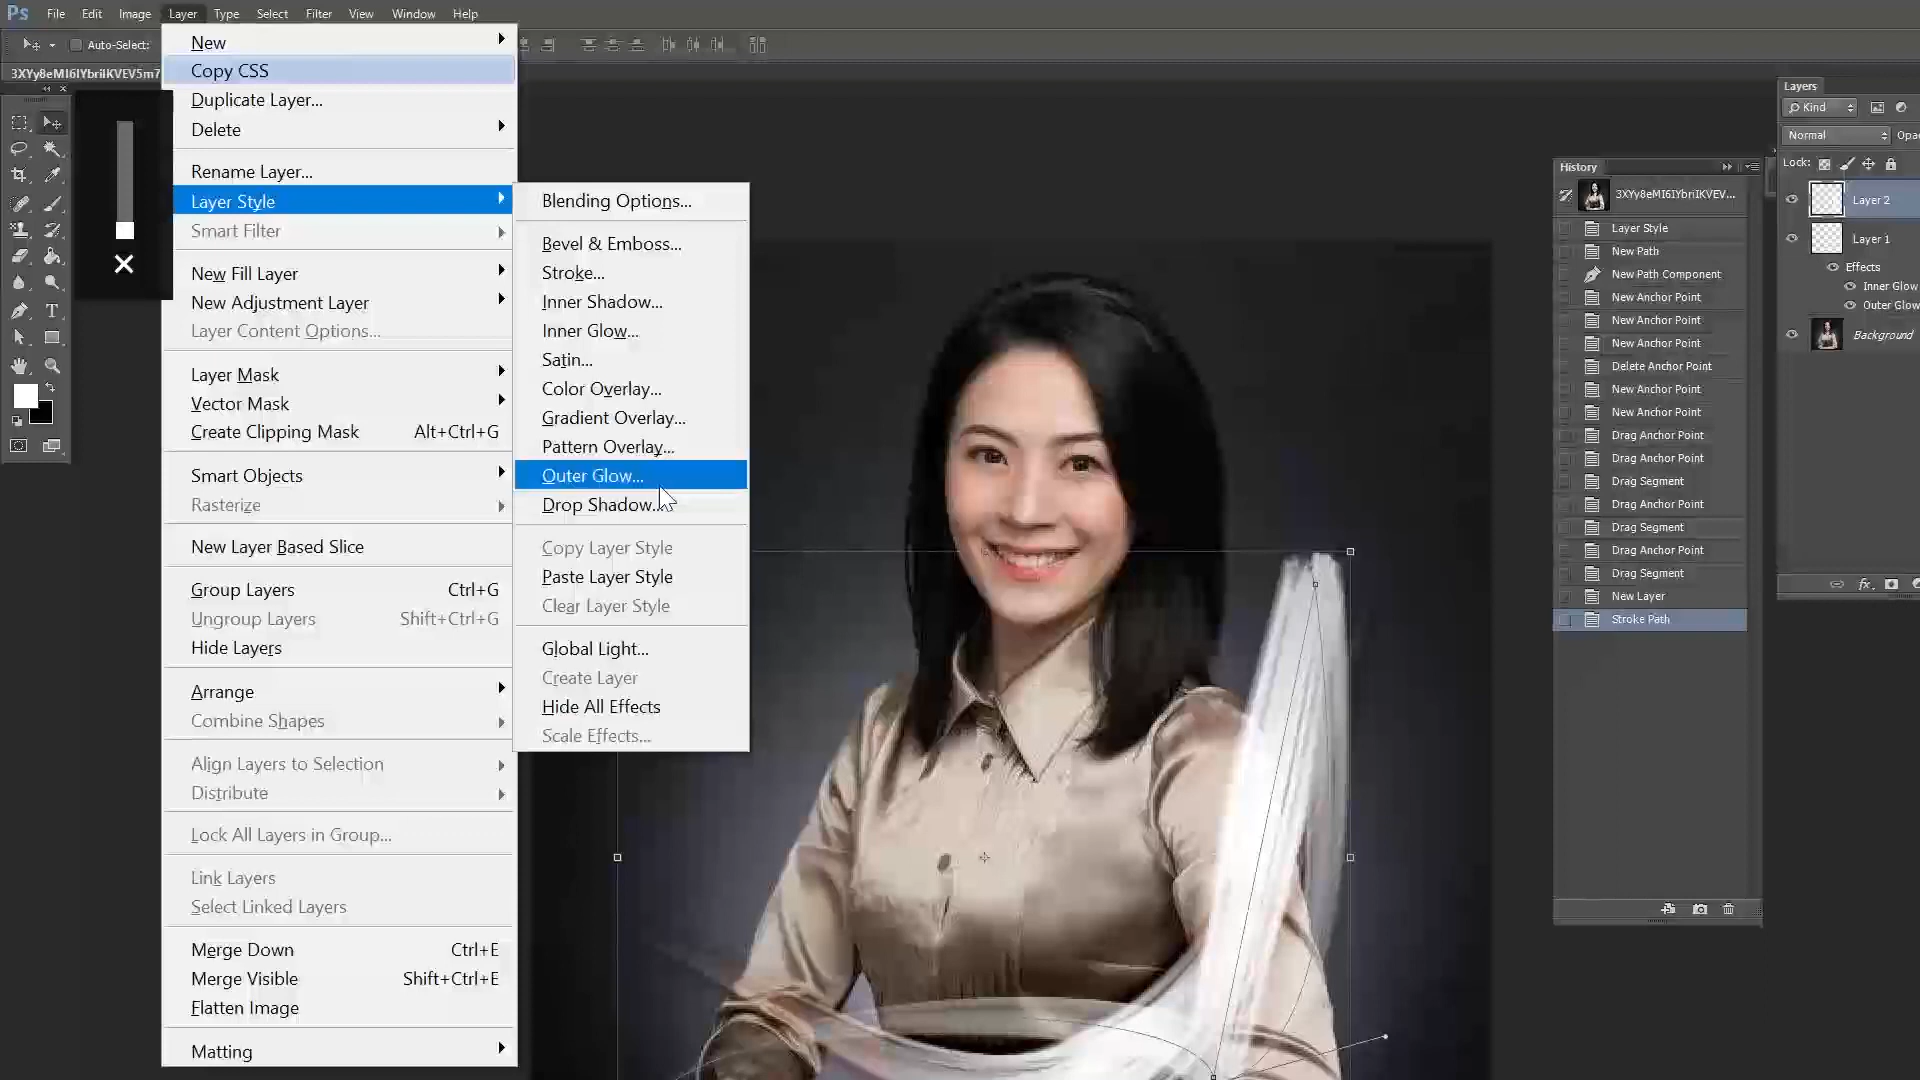 Ps File Edit Image Layer Type Select Filter View Window Help
Auto-Select:
3XYy8eMI6IYbriIKVEV5m7
New
Copy CSS
Duplicate Layer...
Delete
Rename Layer...
Layer Style
Smart Filter
New Fill Layer
New Adjustment Layer
Layer Content Options...
Layer Mask
Vector Mask
Create Clipping Mask Alt+Ctrl+G
Smart Objects
Rasterize
New Layer Based Slice
Group Layers Ctrl+G
Ungroup Layers Shift+Ctrl+G
Hide Layers
Arrange
Combine Shapes
Align Layers to Selection
Distribute
Lock All Layers in Group...
Link Layers
Select Linked Layers
Merge Down Ctrl+E
Merge Visible Shift+Ctrl+E
Flatten Image
Matting
Blending Options...
Bevel & Emboss...
Stroke...
Inner Shadow...
Inner Glow...
Satin...
Color Overlay...
Gradient Overlay...
Pattern Overlay...
Outer Glow...
Drop Shadow...
Copy Layer Style
Paste Layer Style
Clear Layer Style
Global Light...
Create Layer
Hide All Effects
Scale Effects...
History
3XYy8eMI6IYbriIKVEV...
Layer Style
New Path
New Path Component
New Anchor Point
New Anchor Point
New Anchor Point
Delete Anchor Point
New Anchor Point
New Anchor Point
Drag Anchor Point
Drag Anchor Point
Drag Segment
Drag Anchor Point
Drag Segment
Drag Anchor Point
Drag Segment
New Layer
Stroke Path
Layers
Kind
Normal Opac
Lock:
Layer 2
Layer 1
Effects
Inner Glow
Outer Glow
Background
fx